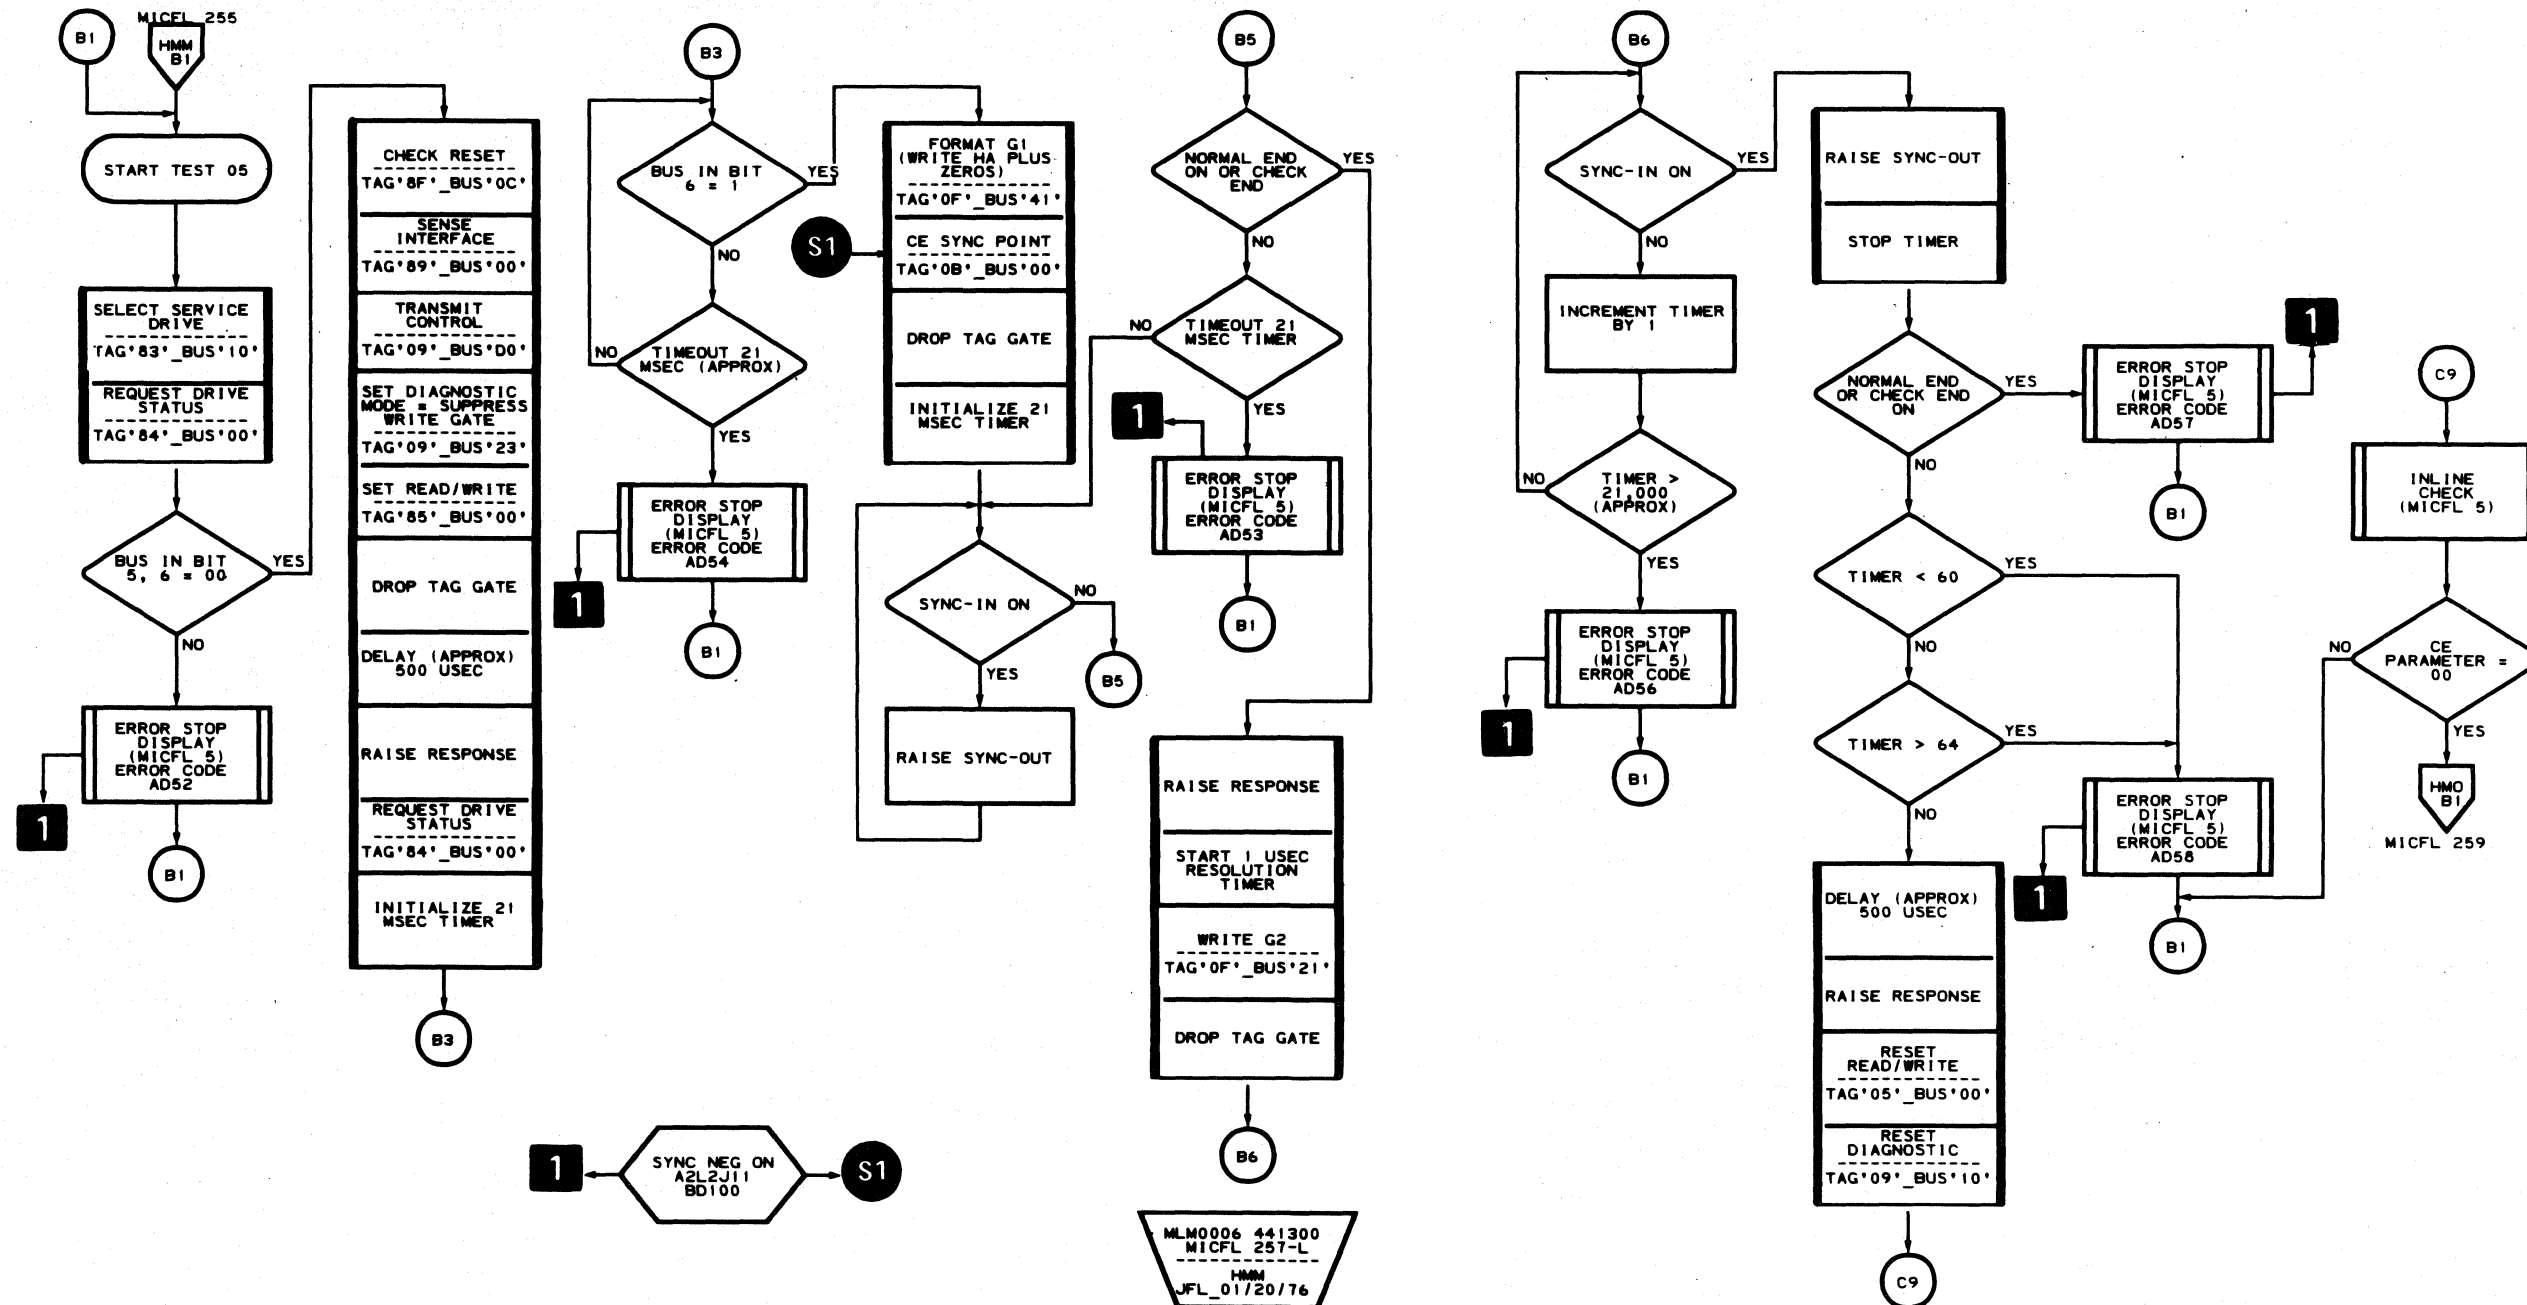 B1
MICFL 255
HMM
B1
START TEST 05
SELECT SERVICE
DRIVE
TAG'83'_BUS'10'
REQUEST DRIVE
STATUS
TAG'84'_BUS'00'
BUS IN BIT
5, 6 = 00
YES
NO
ERROR STOP
DISPLAY
(MICFL 5)
ERROR CODE
AD52
1
B1
CHECK RESET
TAG'8F'_BUS'0C'
SENSE
INTERFACE
TAG'89'_BUS'00'
TRANSMIT
CONTROL
TAG'09'_BUS'D0'
SET DIAGNOSTIC
MODE = SUPPRESS
WRITE GATE
TAG'09'_BUS'23'
SET READ/WRITE
TAG'85'_BUS'00'
DROP TAG GATE
DELAY (APPROX)
500 USEC
RAISE RESPONSE
REQUEST DRIVE
STATUS
TAG'84'_BUS'00'
INITIALIZE 21
MSEC TIMER
B3
B3
BUS IN BIT
6 = 1
YES
NO
TIMEOUT 21
MSEC (APPROX)
NO
YES
ERROR STOP
DISPLAY
(MICFL 5)
ERROR CODE
AD54
1
B1
FORMAT G1
(WRITE HA PLUS
ZEROS)
TAG'0F'_BUS'41'
S1
CE SYNC POINT
TAG'0B'_BUS'00'
DROP TAG GATE
INITIALIZE 21
MSEC TIMER
SYNC-IN ON
NO
B5
YES
RAISE SYNC-OUT
B5
NORMAL END
ON OR CHECK
END
YES
NO
TIMEOUT 21
MSEC TIMER
NO
YES
1
ERROR STOP
DISPLAY
(MICFL 5)
ERROR CODE
AD53
B1
RAISE RESPONSE
START 1 USEC
RESOLUTION
TIMER
WRITE G2
TAG'0F'_BUS'21'
DROP TAG GATE
B6
B6
SYNC-IN ON
YES
NO
INCREMENT TIMER
BY 1
TIMER >
21,000
(APPROX)
NO
YES
ERROR STOP
DISPLAY
(MICFL 5)
ERROR CODE
AD56
1
B1
RAISE SYNC-OUT
STOP TIMER
NORMAL END
OR CHECK END
ON
YES
NO
ERROR STOP
DISPLAY
(MICFL 5)
ERROR CODE
AD57
1
B1
TIMER < 60
YES
NO
TIMER > 64
YES
NO
ERROR STOP
DISPLAY
(MICFL 5)
ERROR CODE
AD58
1
B1
DELAY (APPROX)
500 USEC
RAISE RESPONSE
RESET
READ/WRITE
TAG'05'_BUS'00'
RESET
DIAGNOSTIC
TAG'09'_BUS'10'
C9
C9
INLINE
CHECK
(MICFL 5)
CE
PARAMETER =
00
NO
YES
HMO
B1
MICFL 259
1
SYNC NEG ON
A2L2J11
BD100
S1
MLM0006 441300
MICFL 257-L
HMM
JFL_01/20/76